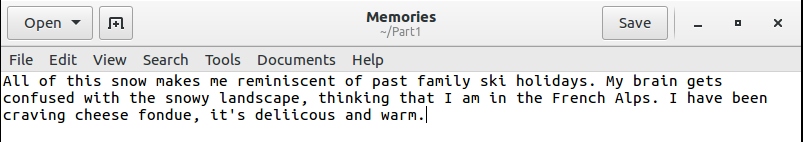 Open Memories Save
~/Part1
File Edit View Search Tools Documents Help
All of this snow makes me reminiscent of past family ski holidays. My brain gets
confused with the snowy landscape, thinking that I am in the French Alps. I have been
craving cheese fondue, it's deliicous and warm.